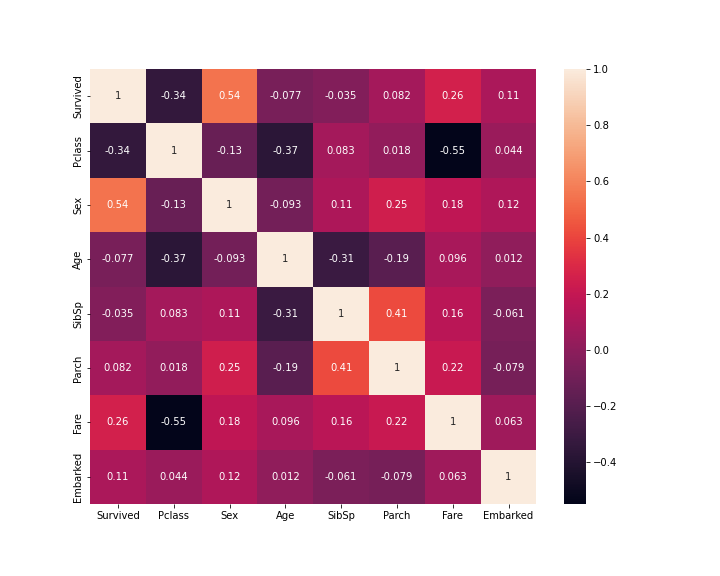 Survived 1 -0.34 0.54 -0.077 -0.035 0.082 0.26 0.11
Pclass -0.34 1 -0.13 -0.37 0.083 0.018 -0.55 0.044
Sex 0.54 -0.13 1 -0.093 0.11 0.25 0.18 0.12
Age -0.077 -0.37 -0.093 1 -0.31 -0.19 0.096 0.012
SibSp -0.035 0.083 0.11 -0.31 1 0.41 0.16 -0.061
Parch 0.082 0.018 0.25 -0.19 0.41 1 0.22 -0.079
Fare 0.26 -0.55 0.18 0.096 0.16 0.22 1 0.063
Embarked 0.11 0.044 0.12 0.012 -0.061 -0.079 0.063 1
Survived Pclass Sex Age SibSp Parch Fare Embarked
1.0
0.8
0.6
0.4
0.2
0.0
−0.2
−0.4